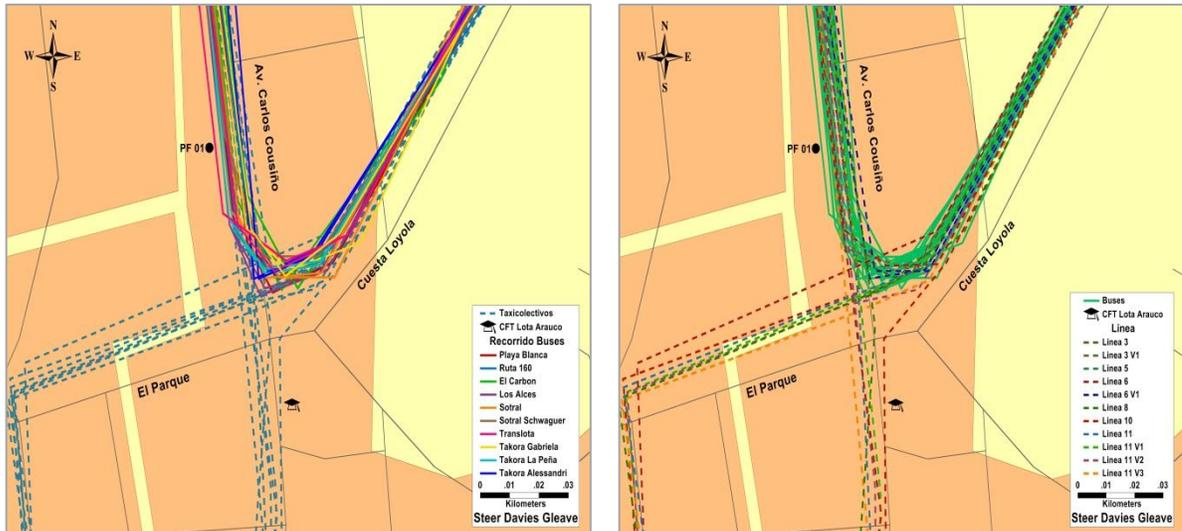 N
W E
S
Av. Carlos Cousiño
PF 01
Cuesta Loyola
El Parque
Taxicolectivos
CFT Lota Arauco
Recorrido Buses
Playa Blanca
Ruta 160
El Carbon
Los Alces
Sotral
Sotral Schwaguer
Translota
Takora Gabriela
Takora La Peña
Takora Alessandri
0 .01 .02 .03
Kilometers
Steer Davies Gleave
N
W E
S
Av. Carlos Cousiño
PF 01
Cuesta Loyola
El Parque
Buses
CFT Lota Arauco
Linea
Linea 3
Linea 3 V1
Linea 5
Linea 6
Linea 6 V1
Linea 8
Linea 10
Linea 11
Linea 11 V1
Linea 11 V2
Linea 11 V3
0 .01 .02 .03
Kilometers
Steer Davies Gleave